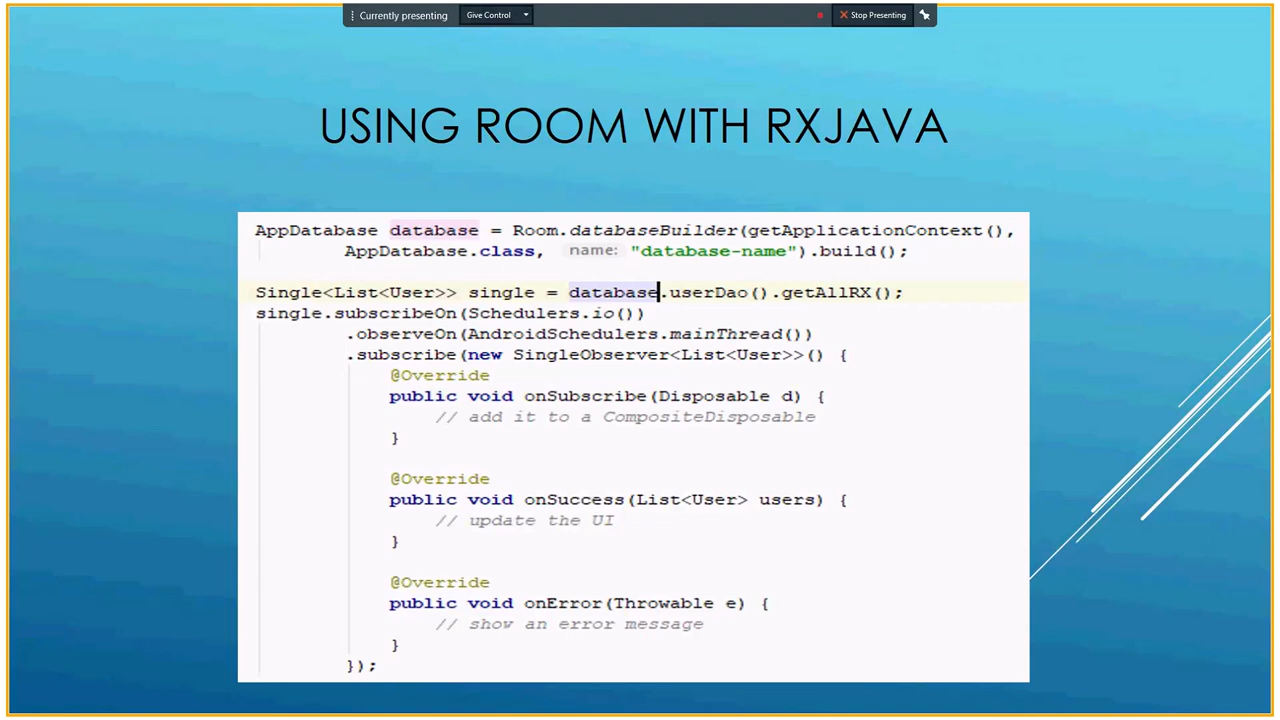 Currently presenting Give Control Stop Presenting
USING ROOM WITH RXJAVA
AppDatabase database = Room.databaseBuilder(getApplicationContext(),
AppDatabase.class, name: "database-name").build();
Single<List<User>> single = database.userDao().getAllRX();
single.subscribeOn(Schedulers.io())
.observeOn(AndroidSchedulers.mainThread())
.subscribe(new SingleObserver<List<User>>() {
@Override
public void onSubscribe(Disposable d) {
// add it to a CompositeDisposable
}
@Override
public void onSuccess(List<User> users) {
// update the UI
}
@Override
public void onError(Throwable e) {
// show an error message
}
});